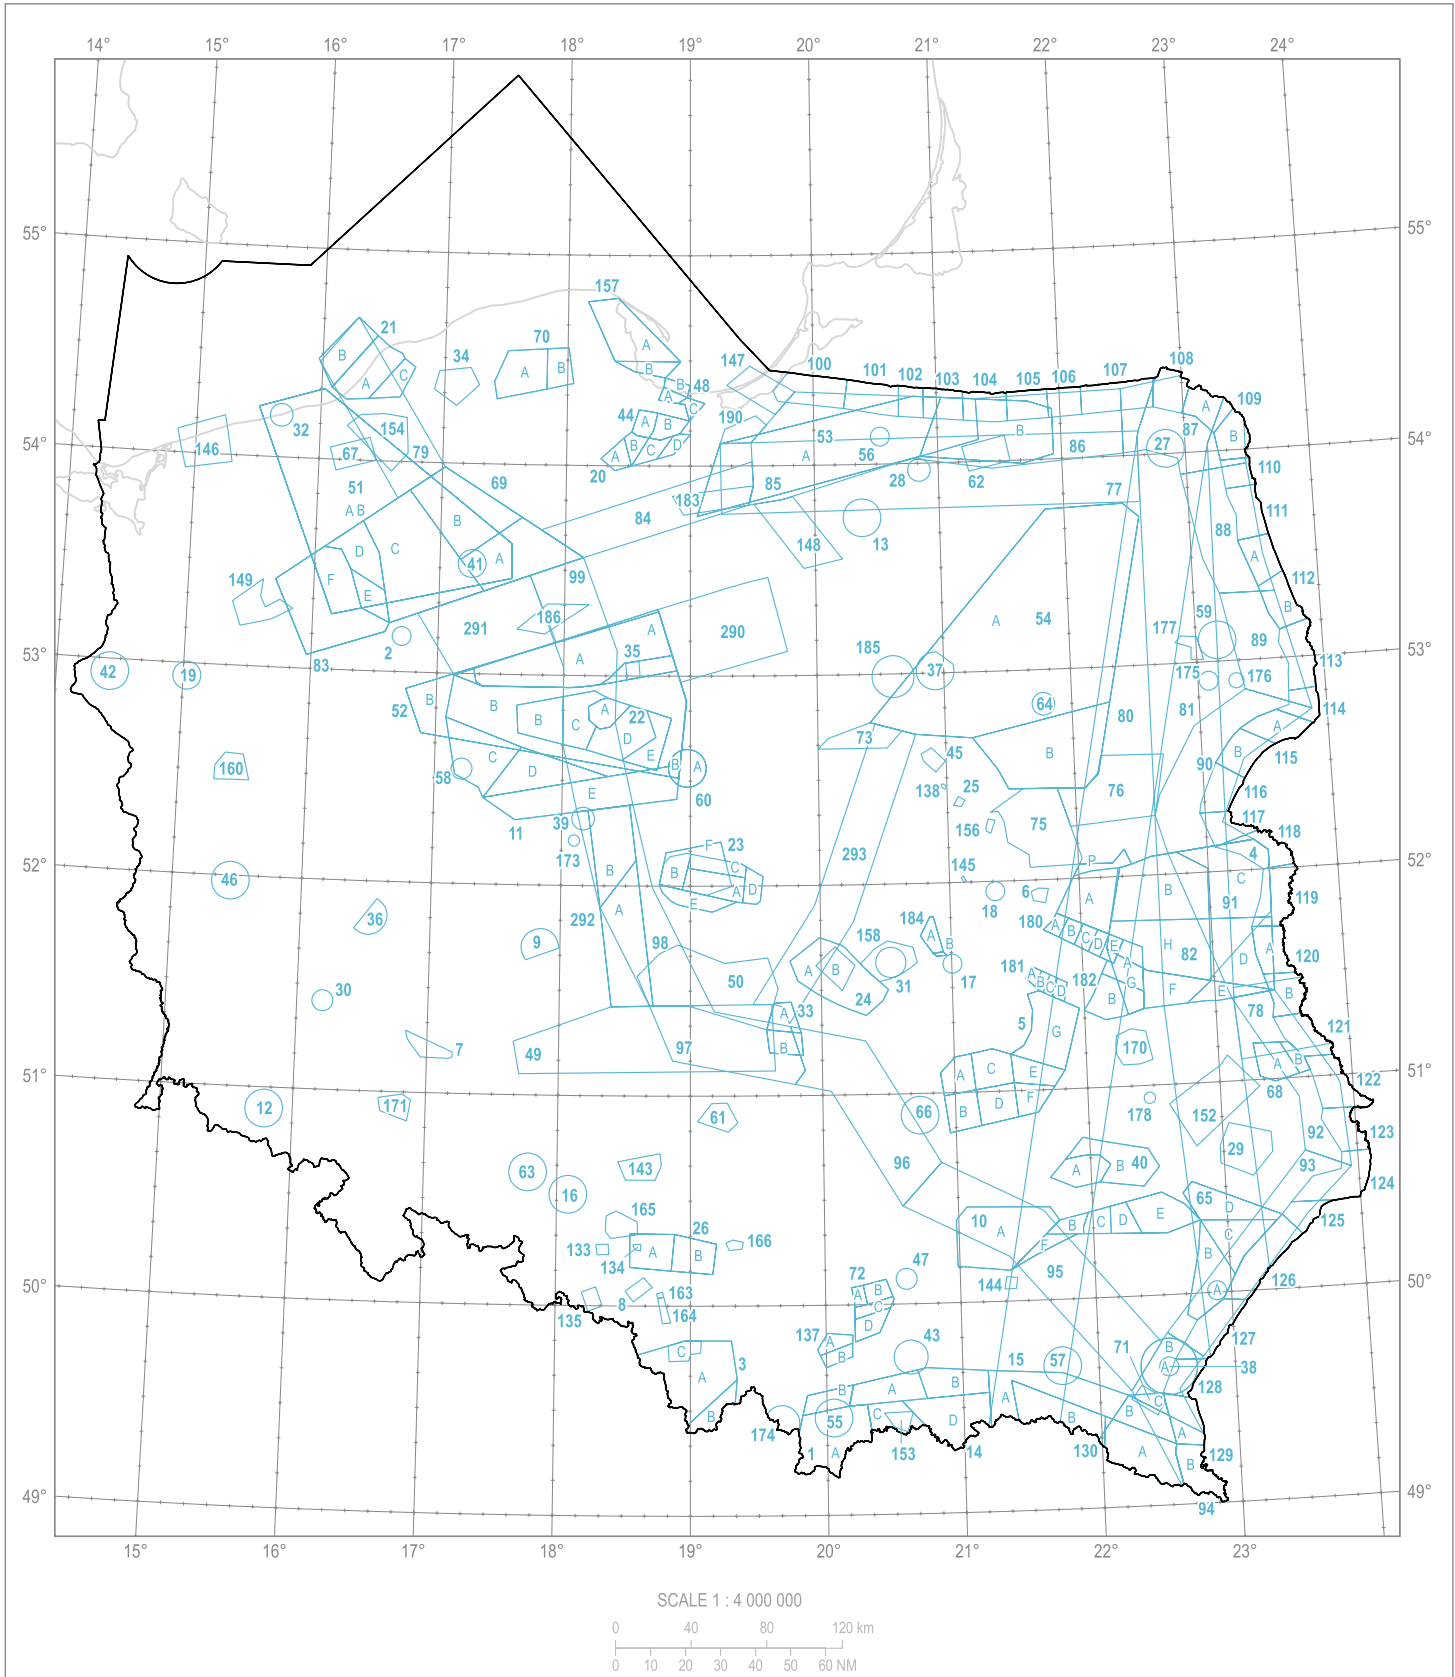 14° 15° 16° 17° 18° 19° 20° 21° 22° 23° 24°
55° 55°
157
21 70
B 34 A 147 108
A C A B B 48 100 101 102 103 104 105 106 107
A C 109
32 154 44 A B 190 53 B 87 A
54° 146 67 79 B C D 56 86 27 B 54°
20 A A 28 62 110
51 69 85 77
A B B 183 84 13 88 111
D C 148
149 F 41 A 99 A 112
E 59 B
186 54
2 291 A 290 A 177 89
53° 83 35 185 113 53°
42 19 A 37 175 176
52 B B B C A 22 64 80 81 114
D 73 A
58 C D E B A 45 B 90 B 115
160 60 138° 25 76
E 116
11 39 156 75 117
173 F 23 293 118
52° B C P 4 52°
46 B A D 145 6 A B C
36 292 A E 18 91 119
9 184 180 A B C D E H
98 158 A B A 82 D A 120
50 A B 31 17 181 A B C D 182 G F E
30 24 B B
A 33 5 78 121
7 49 97 B G 170 A B
51° A C E 68 122 51°
12 171 66 B D F 178 152
61 92 123
96 A B 40 29 93
63 143 124
16 65 D
165 10 A B C D E C 125
133 26 F B
134 A B 166 95
50° 47 144 A 126 50°
135 8 163 72 A B
164 C
137 A D 43 B 127
B 71 A 38
C 3 15 57
A B A B A C 128
B 55 C D B B A
174 1 A 153 14 130 A B 129
49° 94 49°
15° 16° 17° 18° 19° 20° 21° 22° 23°
SCALE 1 : 4 000 000
0 40 80 120 km
0 10 20 30 40 50 60 NM